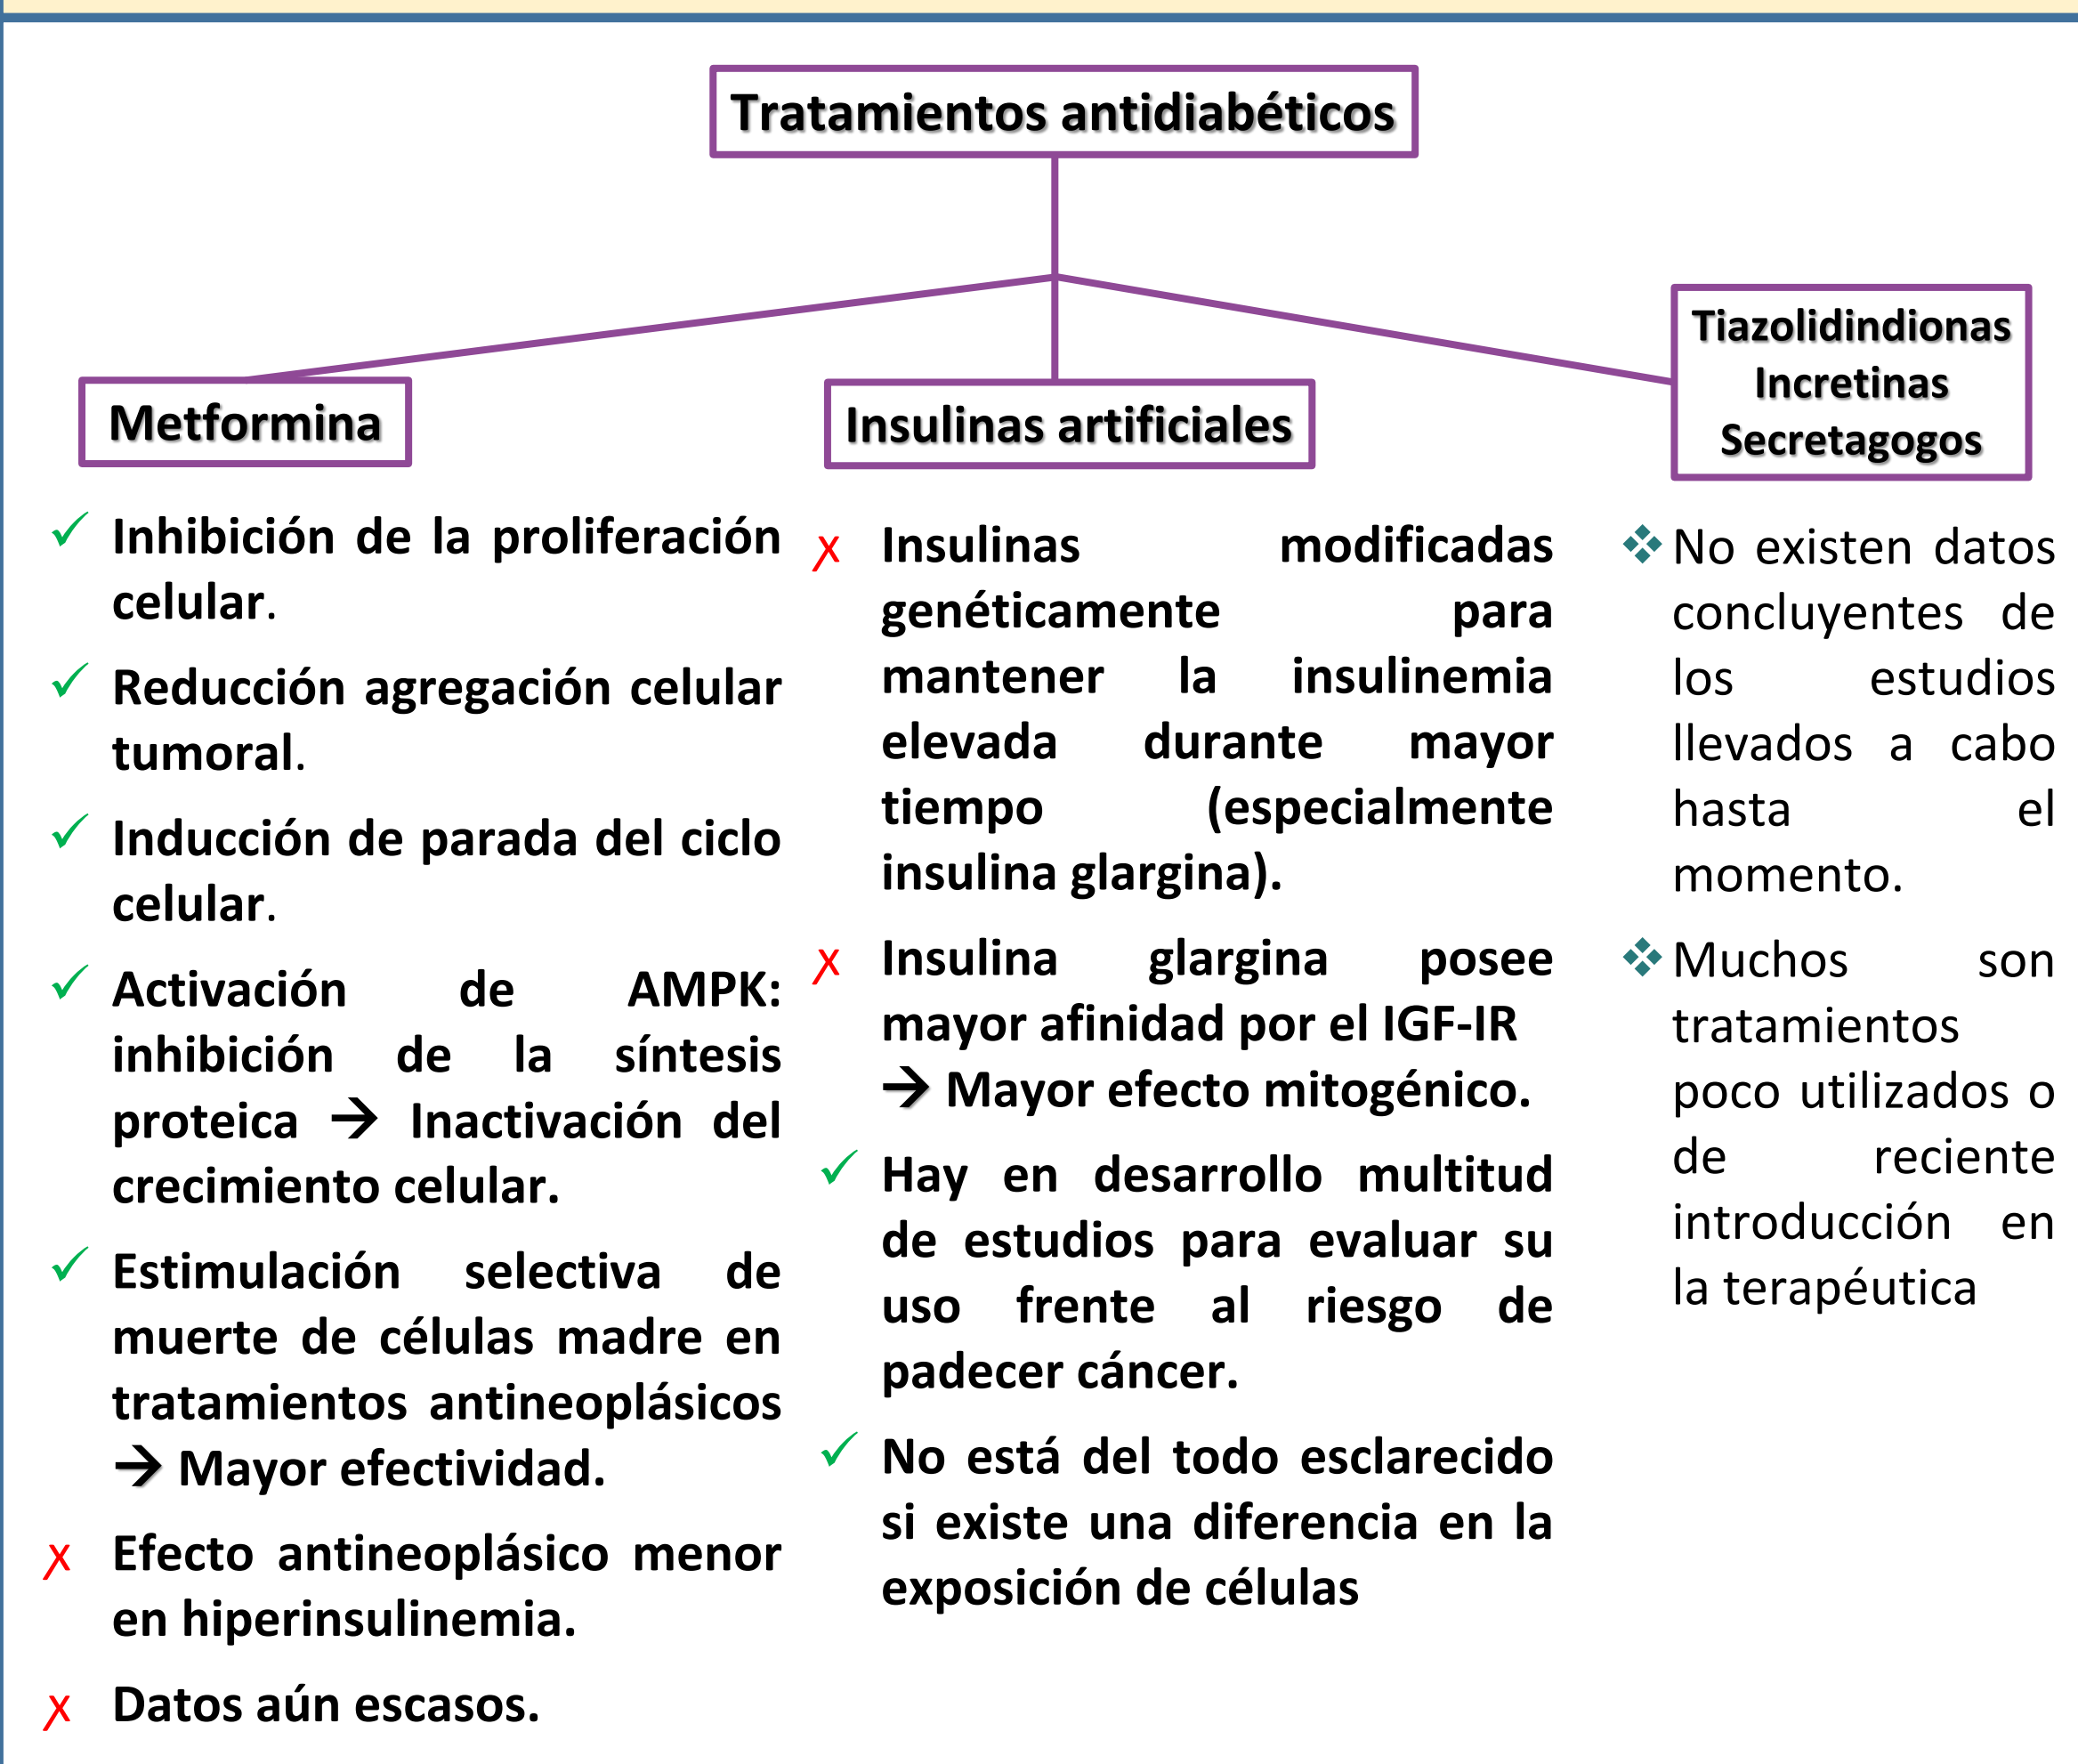 Tratamientos antidiabéticos
Metformina
✓ Inhibición de la proliferación
celular.
✓ Reducción agregación celular
tumoral.
✓ Inducción de parada del ciclo
celular.
✓ Activación de AMPK:
inhibición de la síntesis
proteica → Inactivación del
crecimiento celular.
✓ Estimulación selectiva de
muerte de células madre en
tratamientos antineoplásicos
→ Mayor efectividad.
✗ Efecto antineoplásico menor
en hiperinsulinemia.
✗ Datos aún escasos.
Insulinas artificiales
✗ Insulinas modificadas
genéticamente para
mantener la insulinemia
elevada durante mayor
tiempo (especialmente
insulina glargina).
✗ Insulina glargina posee
mayor afinidad por el IGF-IR
→ Mayor efecto mitogénico.
✓ Hay en desarrollo multitud
de estudios para evaluar su
uso frente al riesgo de
padecer cáncer.
✓ No está del todo esclarecido
si existe una diferencia en la
exposición de células
Tiazolidindionas
Incretinas
Secretagogos
❖ No existen datos
concluyentes de
los estudios
llevados a cabo
hasta el
momento.
❖ Muchos son
tratamientos
poco utilizados o
de reciente
introducción en
la terapéutica